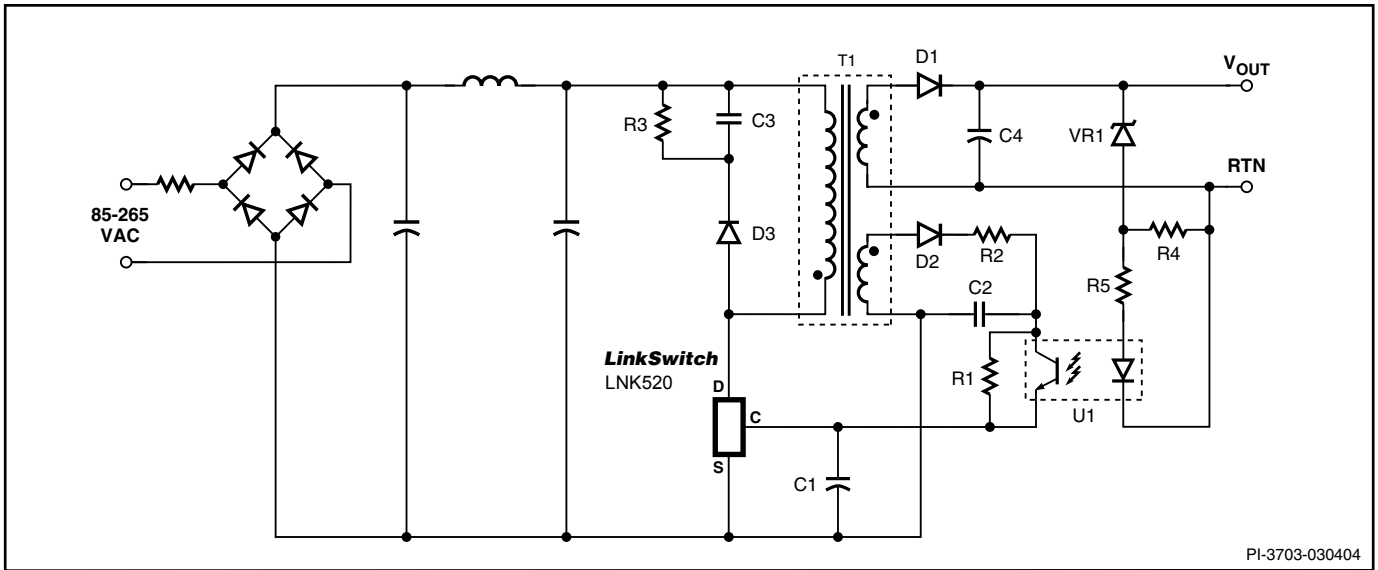 T1
D1
V_OUT
R3
C3
C4
VR1
RTN
85-265
VAC
D3
D2
R2
R4
C2
R5
LinkSwitch
LNK520
D
C
S
R1
U1
C1
PI-3703-030404